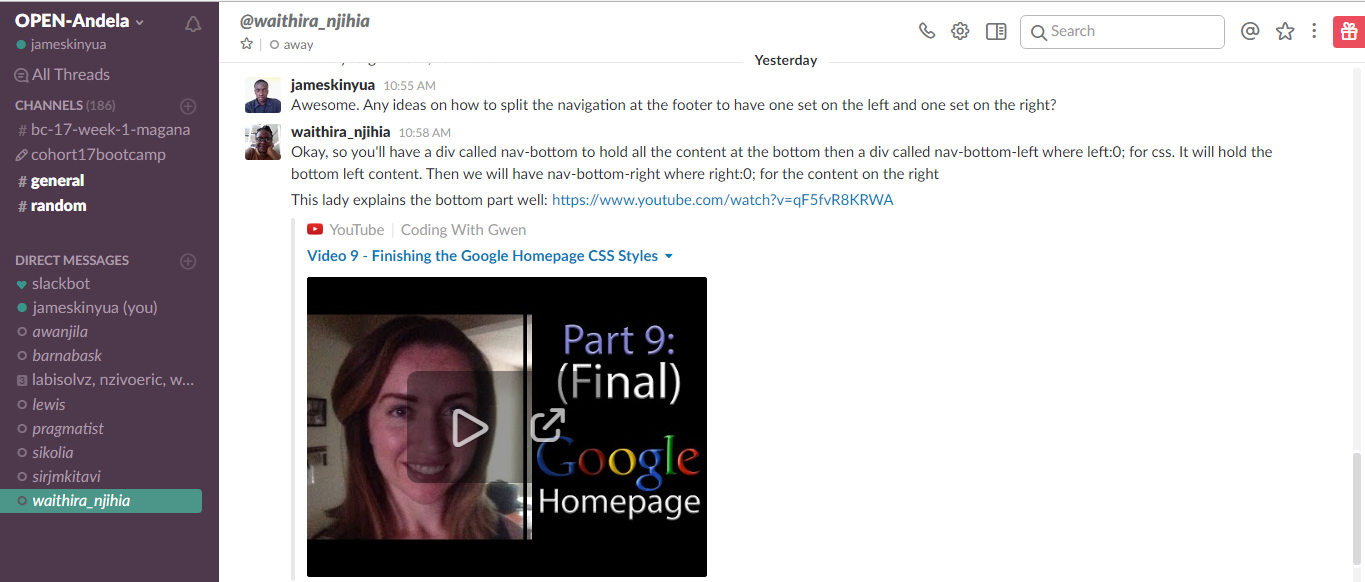 OPEN-Andela
jameskinyua
All Threads
CHANNELS (186)
# bc-17-week-1-magana
cohort17bootcamp
# general
# random
DIRECT MESSAGES
slackbot
jameskinyua (you)
awanjila
barnabask
3 labisolvz, nzivoeric, w...
lewis
pragmatist
sikolia
sirjmkitavi
waithira_njihia
@waithira_njihia
away
Search
Yesterday
jameskinyua 10:55 AM
Awesome. Any ideas on how to split the navigation at the footer to have one set on the left and one set on the right?
waithira_njihia 10:58 AM
Okay, so you'll have a div called nav-bottom to hold all the content at the bottom then a div called nav-bottom-left where left:0; for css. It will hold the
bottom left content. Then we will have nav-bottom-right where right:0; for the content on the right
This lady explains the bottom part well: https://www.youtube.com/watch?v=qF5fvR8KRWA
YouTube | Coding With Gwen
Video 9 - Finishing the Google Homepage CSS Styles
Part 9:
(Final)
Google
Homepage